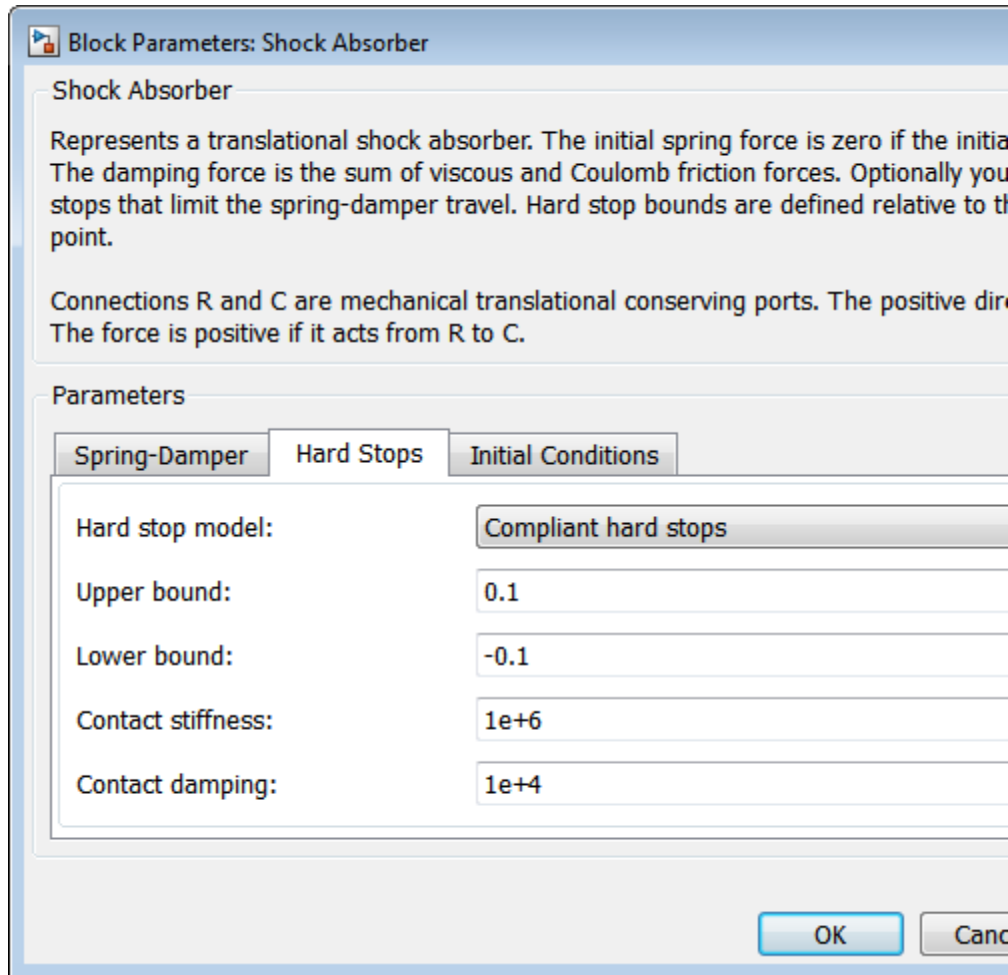 Block Parameters: Shock Absorber
Shock Absorber
Represents a translational shock absorber. The initial spring force is zero if the
The damping force is the sum of viscous and Coulomb friction forces. Optionally you
stops that limit the spring-damper travel. Hard stop bounds are defined relative to
point.
Connections R and C are mechanical translational conserving ports. The positive
The force is positive if it acts from R to C.
Parameters
Spring-Damper Hard Stops Initial Conditions
Hard stop model: Compliant hard stops
Upper bound: 0.1
Lower bound: -0.1
Contact stiffness: 1e+6
Contact damping: 1e+4
OK